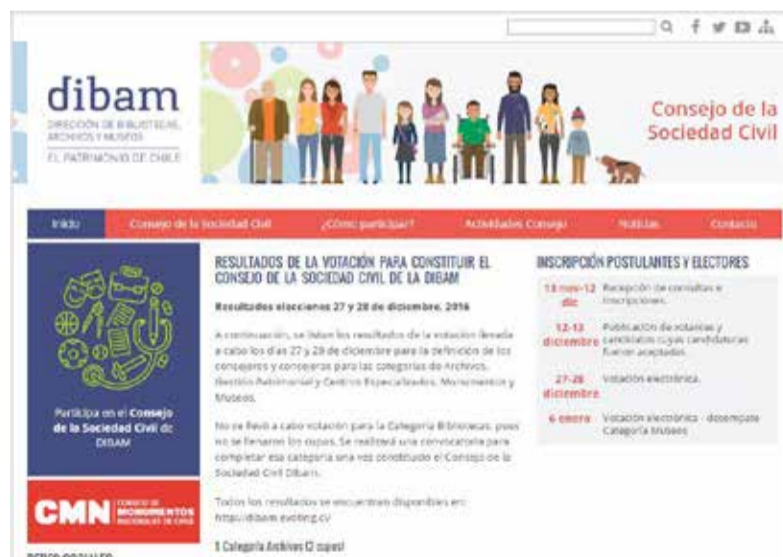 dibam
DIRECCIÓN DE BIBLIOTECAS,
ARCHIVOS Y MUSEOS
EL PATRIMONIO DE CHILE
Consejo de la
Sociedad Civil
Inicio Consejo de la Sociedad Civil ¿Cómo participar? Actividades Consejo Noticias Contacto
Participa en el Consejo
de la Sociedad Civil de
DIBAM
CMN CONSEJO DE
MONUMENTOS
NACIONALES DE CHILE
REDES SOCIALES
RESULTADOS DE LA VOTACIÓN PARA CONSTITUIR EL
CONSEJO DE LA SOCIEDAD CIVIL DE LA DIBAM
Resultados elecciones 27 y 28 de diciembre, 2016
A continuación, se listan los resultados de la votación llevada
a cabo los días 27 y 28 de diciembre para la definición de los
consejeros y consejeras para las categorías de Archivos,
Gestión Patrimonial y Centros Especializados, Monumentos y
Museos.
No se llevó a cabo votación para la Categoría Bibliotecas, pues
no se llenaron los cupos. Se realizará una convocatoria para
completar esa categoría una vez constituido el Consejo de la
Sociedad Civil Dibam.
Todos los resultados se encuentran disponibles en:
http://dibam.evoting.cl/
1 Categoría Archivos (2 cupos)
INSCRIPCIÓN POSTULANTES Y ELECTORES
13 nov-12
dic
Recepción de consultas e
inscripciones.
12-13
diciembre
Publicación de votantes y
candidatos cuyas candidaturas
fueron aceptadas.
27-28
diciembre
Votación electrónica.
6 enero
Votación electrónica - desempate
Categoría Museos